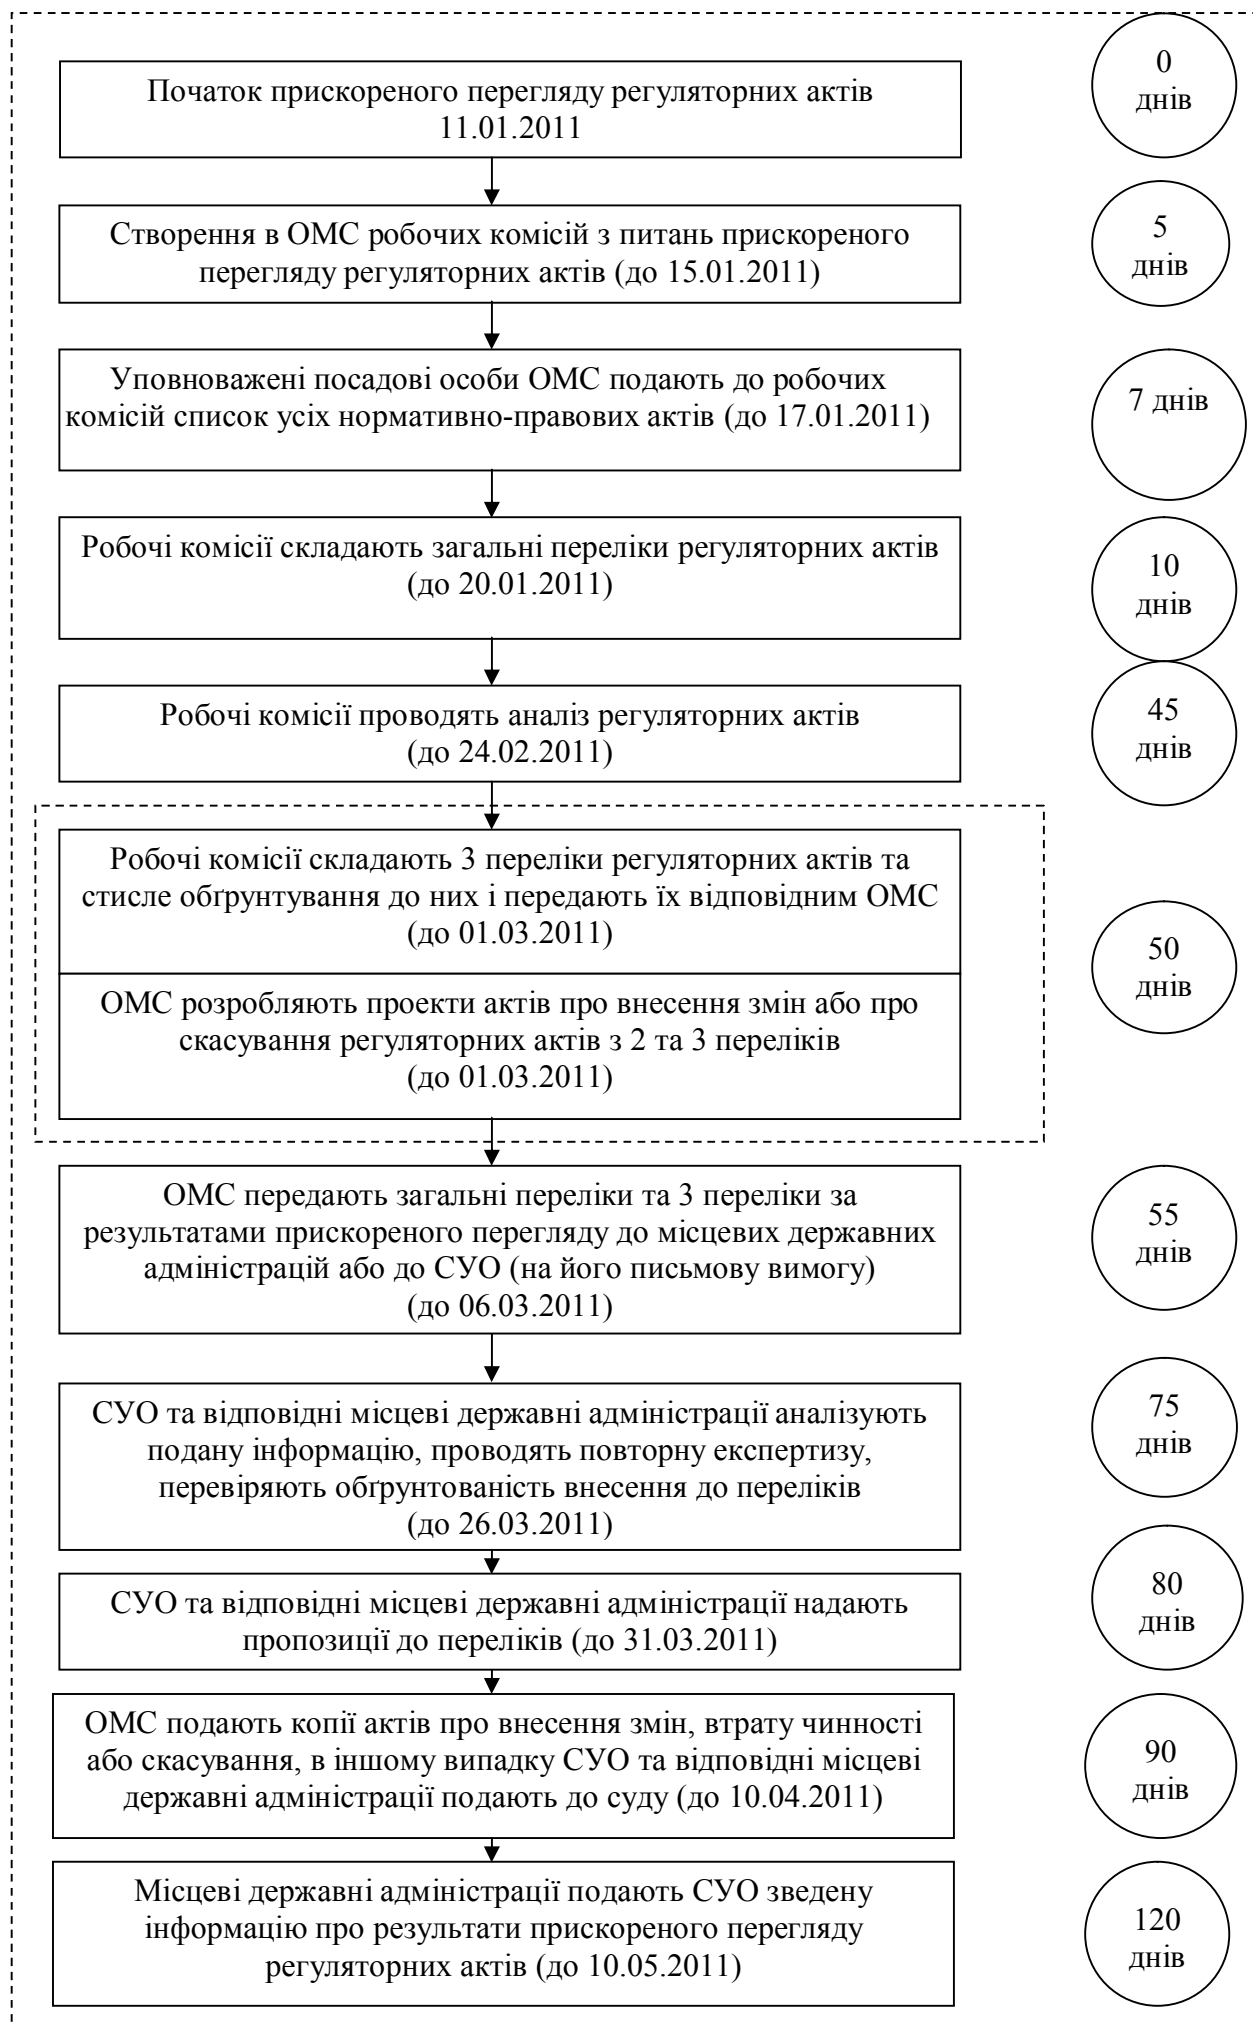 Початок прискореного перегляду регуляторних актів
11.01.2011
0
днів
Створення в ОМС робочих комісій з питань прискореного
перегляду регуляторних актів (до 15.01.2011)
5
днів
Уповноважені посадові особи ОМС подають до робочих
комісій список усіх нормативно-правових актів (до 17.01.2011)
7 днів
Робочі комісії складають загальні переліки регуляторних актів
(до 20.01.2011)
10
днів
Робочі комісії проводять аналіз регуляторних актів
(до 24.02.2011)
45
днів
Робочі комісії складають 3 переліки регуляторних актів та
стисле обґрунтування до них і передають їх відповідним ОМС
(до 01.03.2011)
ОМС розробляють проекти актів про внесення змін або про
скасування регуляторних актів з 2 та 3 переліків
(до 01.03.2011)
50
днів
ОМС передають загальні переліки та 3 переліки за
результатами прискореного перегляду до місцевих державних
адміністрацій або до СУО (на його письмову вимогу)
(до 06.03.2011)
55
днів
СУО та відповідні місцеві державні адміністрації аналізують
подану інформацію, проводять повторну експертизу,
перевіряють обґрунтованість внесення до переліків
(до 26.03.2011)
75
днів
СУО та відповідні місцеві державні адміністрації надають
пропозиції до переліків (до 31.03.2011)
80
днів
ОМС подають копії актів про внесення змін, втрату чинності
або скасування, в іншому випадку СУО та відповідні місцеві
державні адміністрації подають до суду (до 10.04.2011)
90
днів
Місцеві державні адміністрації подають СУО зведену
інформацію про результати прискореного перегляду
регуляторних актів (до 10.05.2011)
120
днів